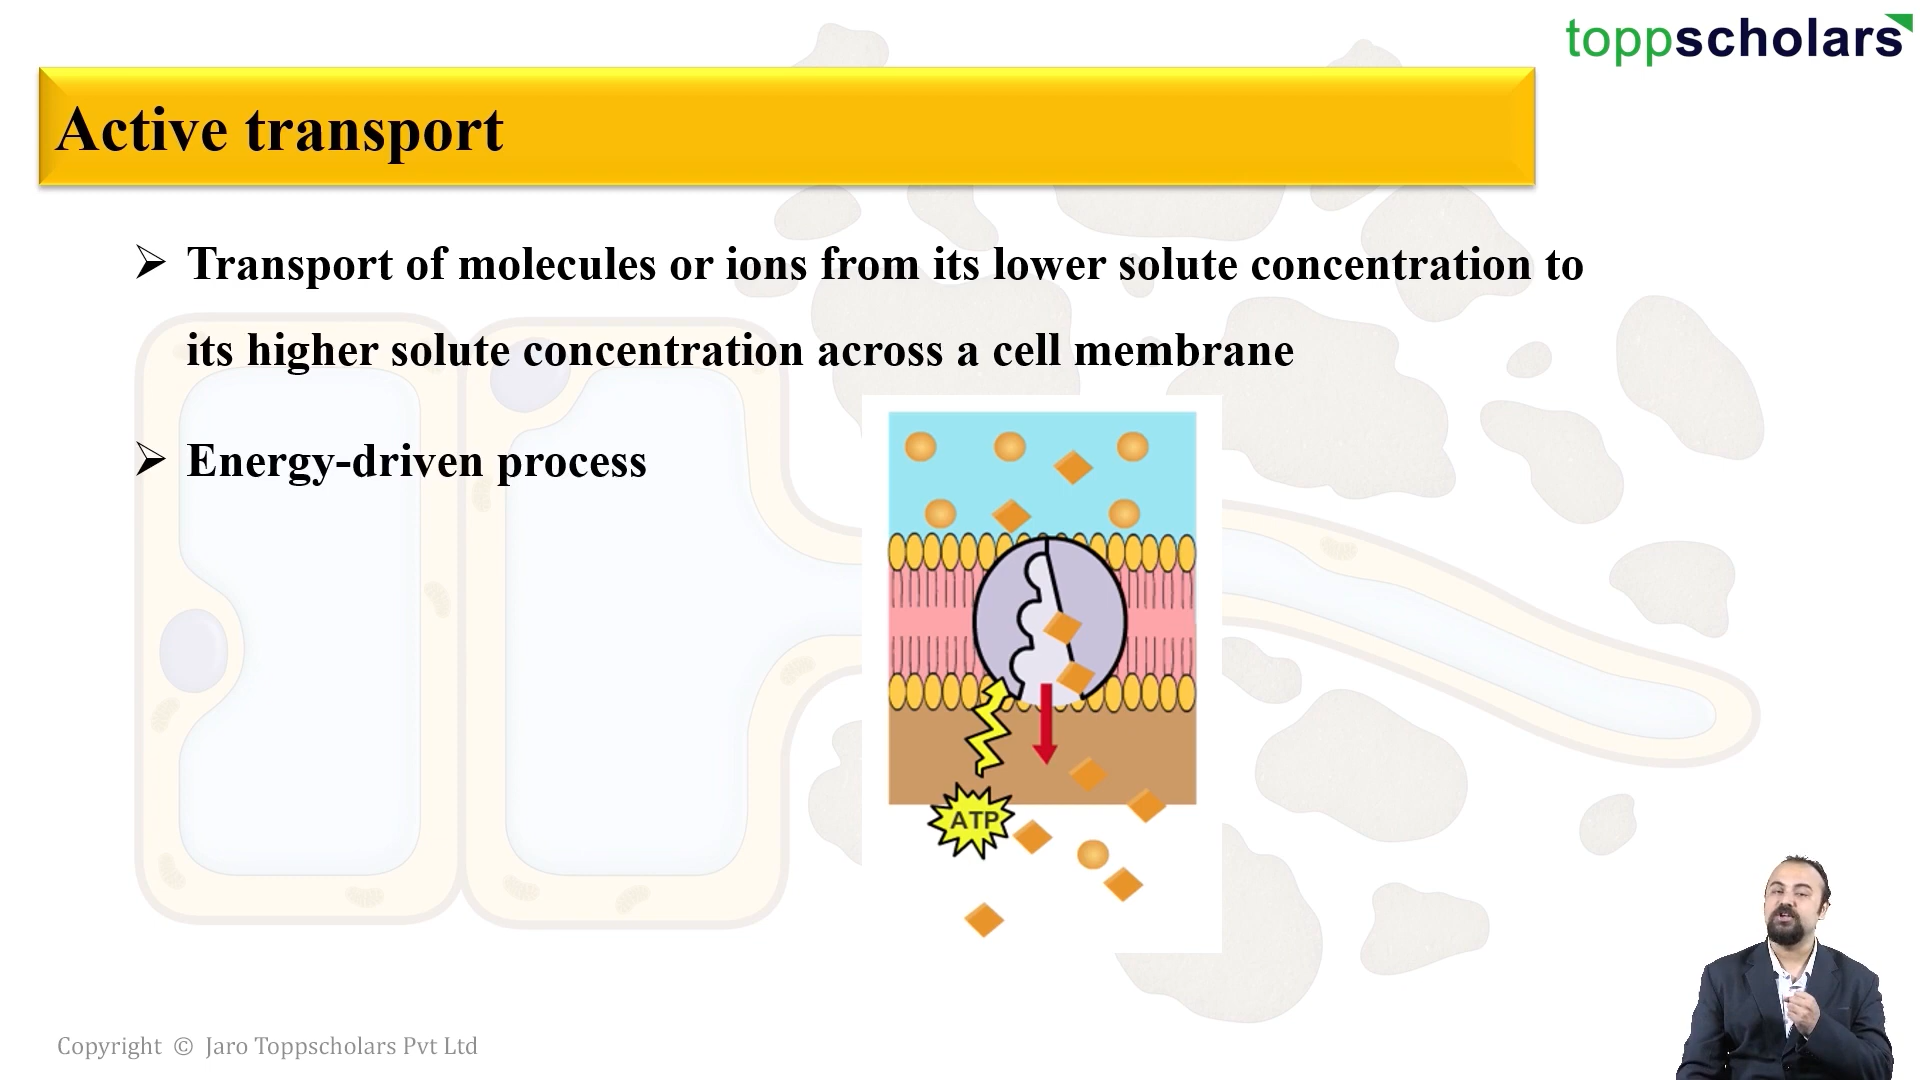 toppscholars
Active transport
➢ Transport of molecules or ions from its lower solute concentration to
its higher solute concentration across a cell membrane
➢ Energy-driven process
ATP
Copyright © Jaro Toppscholars Pvt Ltd